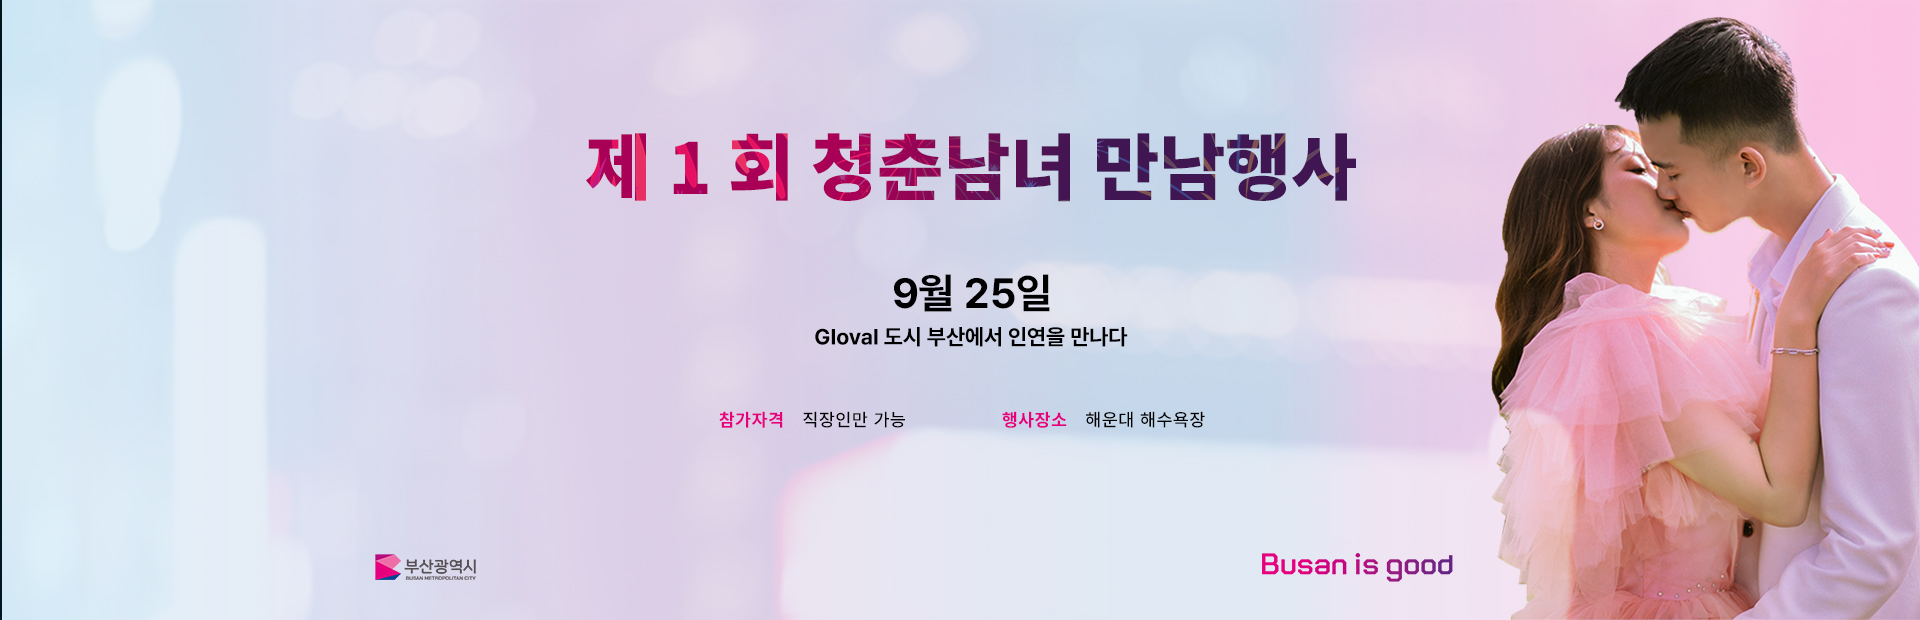 제 1 회 청춘남녀 만남행사
9월 25일
Gloval 도시 부산에서 인연을 만나다
참가자격 직장인만 가능 행사장소 해운대 해수욕장
부산광역시
BUSAN METROPOLITAN CITY
Busan is good